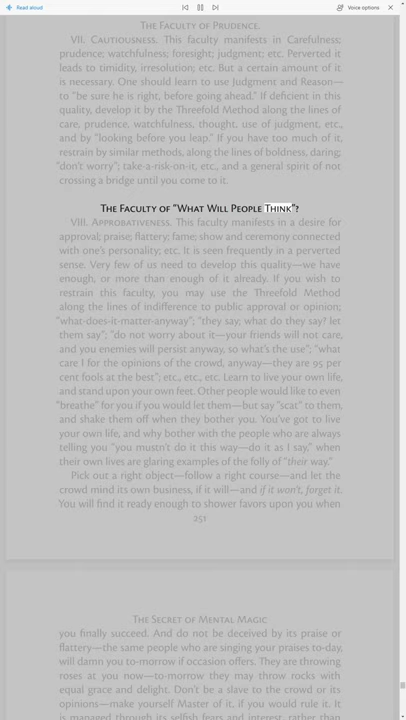 Read aloud
Voice options
The Faculty of Prudence.
VII. Cautiousness. This faculty manifests in Carefulness;
prudence; watchfulness; foresight; judgment; etc. Perverted it
leads to timidity, irresolution; etc. But a certain amount of it
is necessary. One should learn to use Judgment and Reason—
to "be sure he is right, before going ahead." If deficient in this
quality, develop it by the Threefold Method along the lines of
care, prudence, watchfulness, thought, use of judgment, etc.,
and by "looking before you leap." If you have too much of it,
restrain by similar methods, along the lines of boldness, daring;
"don't worry"; take-a-risk-on-it, etc., and a general spirit of not
crossing a bridge until you come to it.
The Faculty of "What Will People Think"?
VIII. Approbativeness. This faculty manifests in a desire for
approval; praise; flattery; fame; show and ceremony connected
with one's personality; etc. It is seen frequently in a perverted
sense. Very few of us need to develop this quality—we have
enough, or more than enough of it already. If you wish to
restrain this faculty, you may use the Threefold Method
along the lines of indifference to public approval or opinion;
"what-does-it-matter-anyway"; "they say; what do they say? let
them say"; "do not worry about it—your friends will not care,
and you enemies will persist anyway, so what's the use"; "what
care I for the opinions of the crowd, anyway—they are 95 per
cent fools at the best"; etc., etc., etc. Learn to live your own life,
and stand upon your own feet. Other people would like to even
"breathe" for you if you would let them—but say "scat" to them,
and shake them off when they bother you. You've got to live
your own life, and why bother with the people who are always
telling you "you mustn't do it this way—do it as I say," when
their own lives are glaring examples of the folly of "their way."
Pick out a right object—follow a right course—and let the
crowd mind its own business, if it will—and if it won't, forget it.
You will find it ready enough to shower favors upon you when
251
The Secret of Mental Magic
you finally succeed. And do not be deceived by its praise or
flattery—the same people who are singing your praises to-day,
will damn you to-morrow if occasion offers. They are throwing
roses at you now—to-morrow they may throw rocks with
equal grace and delight. Don't be a slave to the crowd or its
opinions—make yourself Master of it, if you would rule it. It
is managed through its selfish fears and interest, rather than